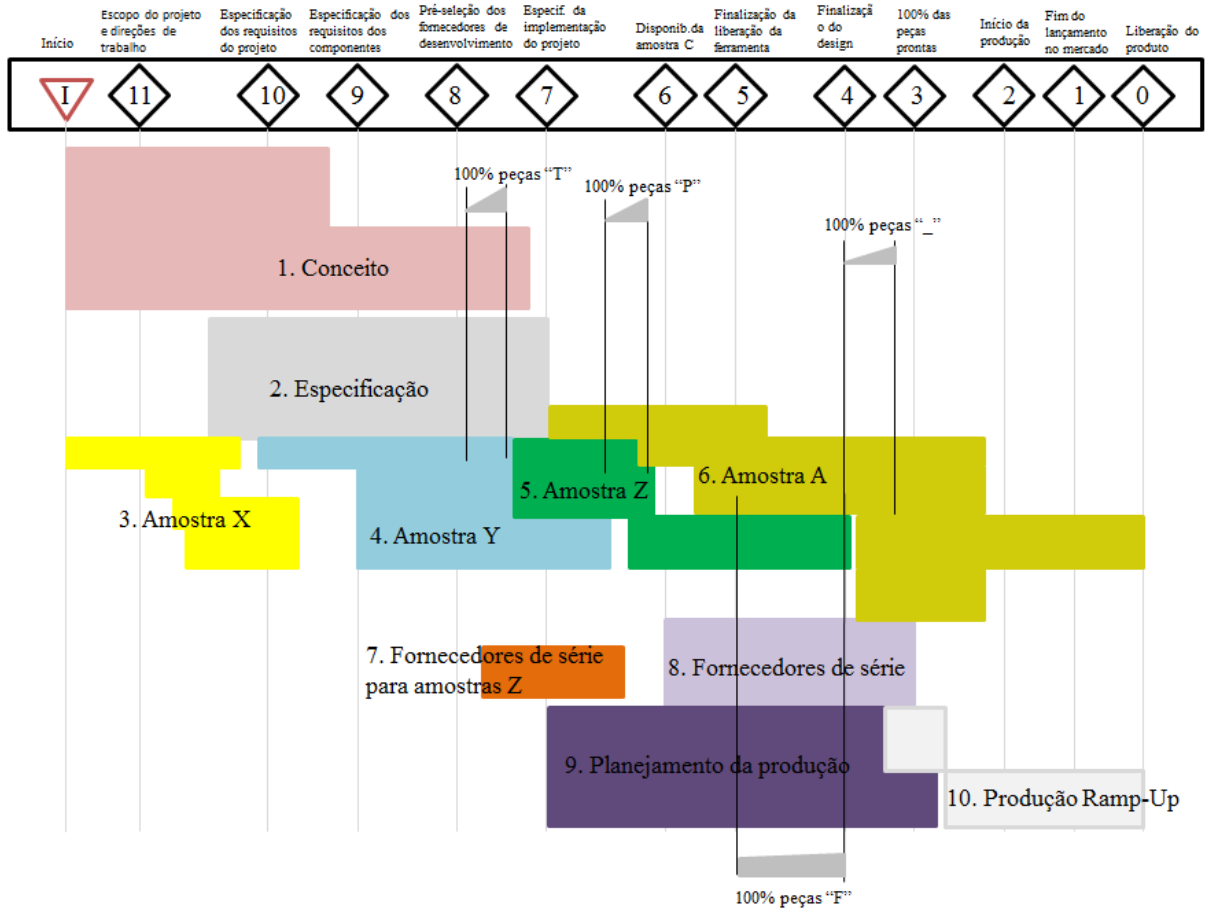 Início
Escopo do projeto
e direções de
trabalho
Especificação
dos requisitos
do projeto
Especificação dos
requisitos dos
componentes
Pré-seleção dos
fornecedores de
desenvolvimento
Especif. da
implementação
do projeto
Disponib.da
amostra C
Finalização da
liberação da
ferramenta
Finalizaçã
o do
design
100% das
peças
prontas
Início da
produção
Fim do
lançamento
no mercado
Liberação do
produto
I
11
10
9
8
7
6
5
4
3
2
1
0
100% peças “T”
100% peças “P”
100% peças “_”
1. Conceito
2. Especificação
3. Amostra X
4. Amostra Y
5. Amostra Z
6. Amostra A
7. Fornecedores de série
para amostras Z
8. Fornecedores de série
9. Planejamento da produção
10. Produção Ramp-Up
100% peças “F”